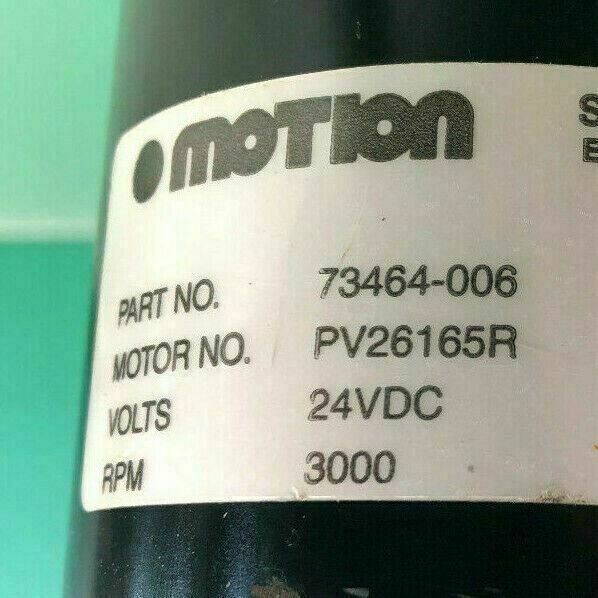 MOTION
PART NO. 73464-006
MOTOR NO. PV26165R
VOLTS 24VDC
RPM 3000